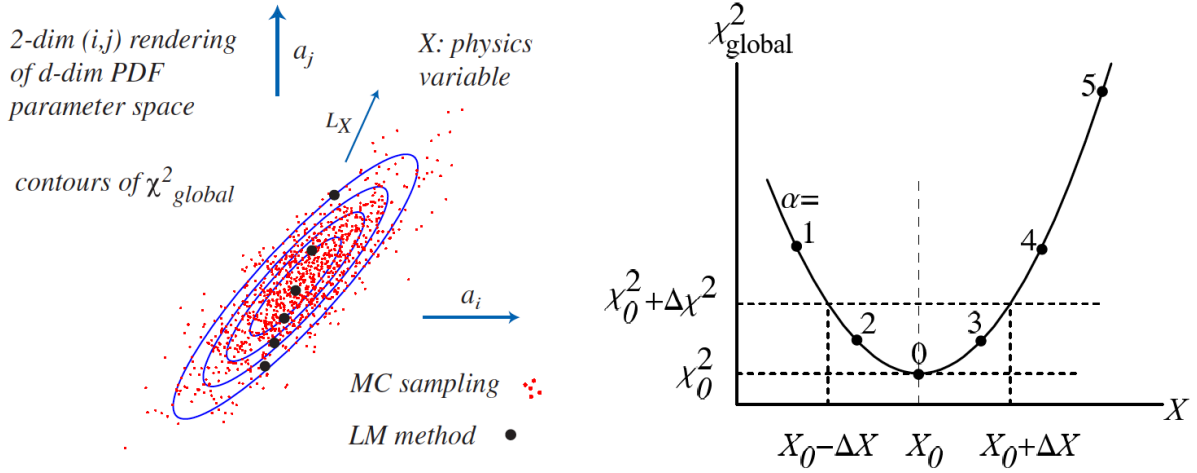 2-dim (i,j) rendering
of d-dim PDF
parameter space
a_j
X: physics
variable
L_X
contours of χ²_global
a_i
MC sampling
LM method
χ²_global
α=
1
2
0
3
4
5
χ²_0+Δχ²
χ²_0
X
X_0−ΔX
X_0
X_0+ΔX